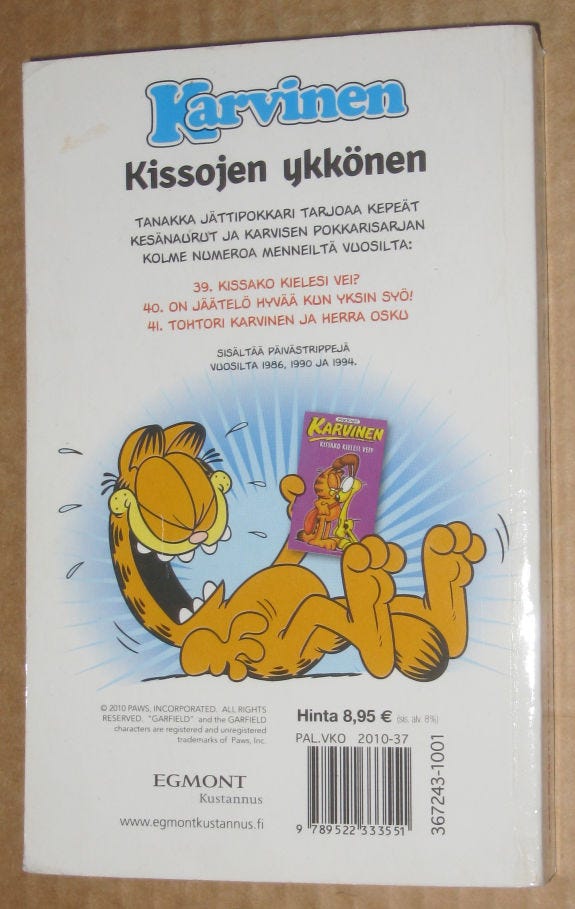 Karvinen
Kissojen ykkönen
TANAKKA JÄTTIPOKKARI TARJOAA KEPEÄT
KESÄNAURUT JA KARVISEN POKKARISARJAN
KOLME NUMEROA MENNEILTÄ VUOSILTA:
39. KISSAKO KIELESI VEI?
40. ON JÄÄTELÖ HYVÄÄ KUN YKSIN SYÖ!
41. TOHTORI KARVINEN JA HERRA OSKU
SISÄLTÄÄ PÄIVÄSTRIPPEJÄ
VUOSILTA 1986, 1990 JA 1994.
KARVINEN
KISSAKO KIELESI VEI?
© 2010 PAWS, INCORPORATED. ALL RIGHTS
RESERVED. "GARFIELD" and the GARFIELD
characters are registered and unregistered
trademarks of Paws, Inc.
Hinta 8,95 € (sis. alv. 8%)
PAL.VKO 2010-37
EGMONT
Kustannus
www.egmontkustannus.fi
9 789522 333551
367243-1001